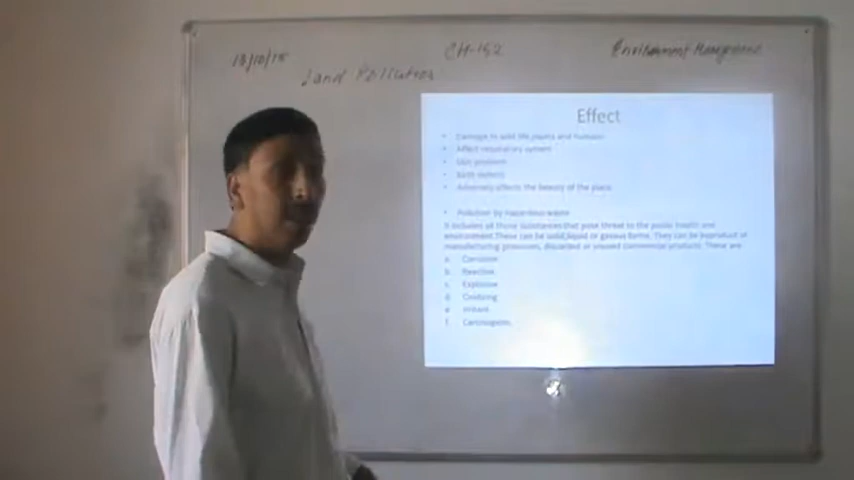 13/10/15
CH-152
Environment Management
Land Pollution
Effect
• Damage to wild life plants and humans
• Affect respiratory system
• Skin problem
• Birth defects
• Adversely affects the beauty of the place
• Pollution by hazardous waste
It includes all those substances that pose threat to the public health and
environment.These can be solid,liquid or gaseous forms. They can be byproduct of
manufacturing processes, discarded or unused commercial products. These are
a. Corrosive
b. Reactive
c. Explosive
d. Oxidizing
e. Irritant
f. Carcinogenic